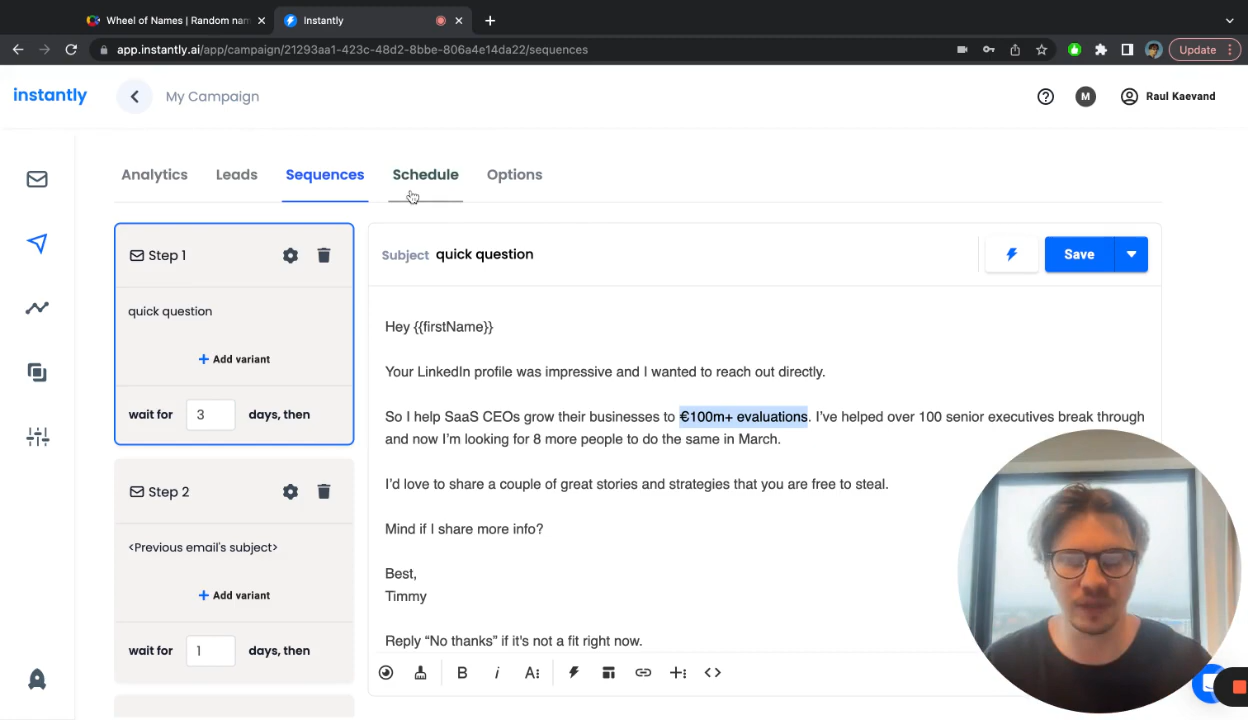 Wheel of Names | Random nam
Instantly
app.instantly.ai/app/campaign/21293aa1-423c-48d2-8bbe-806a4e14da22/sequences
Update
instantly
My Campaign
M
Raul Kaevand
Analytics
Leads
Sequences
Schedule
Options
Step 1
quick question
Add variant
wait for 3 days, then
Step 2
<Previous email's subject>
Add variant
wait for 1 days, then
Subject quick question
Save
Hey {{firstName}}
Your LinkedIn profile was impressive and I wanted to reach out directly.
So I help SaaS CEOs grow their businesses to €100m+ evaluations. I’ve helped over 100 senior executives break through
and now I’m looking for 8 more people to do the same in March.
I’d love to share a couple of great stories and strategies that you are free to steal.
Mind if I share more info?
Best,
Timmy
Reply “No thanks” if it's not a fit right now.
B i A